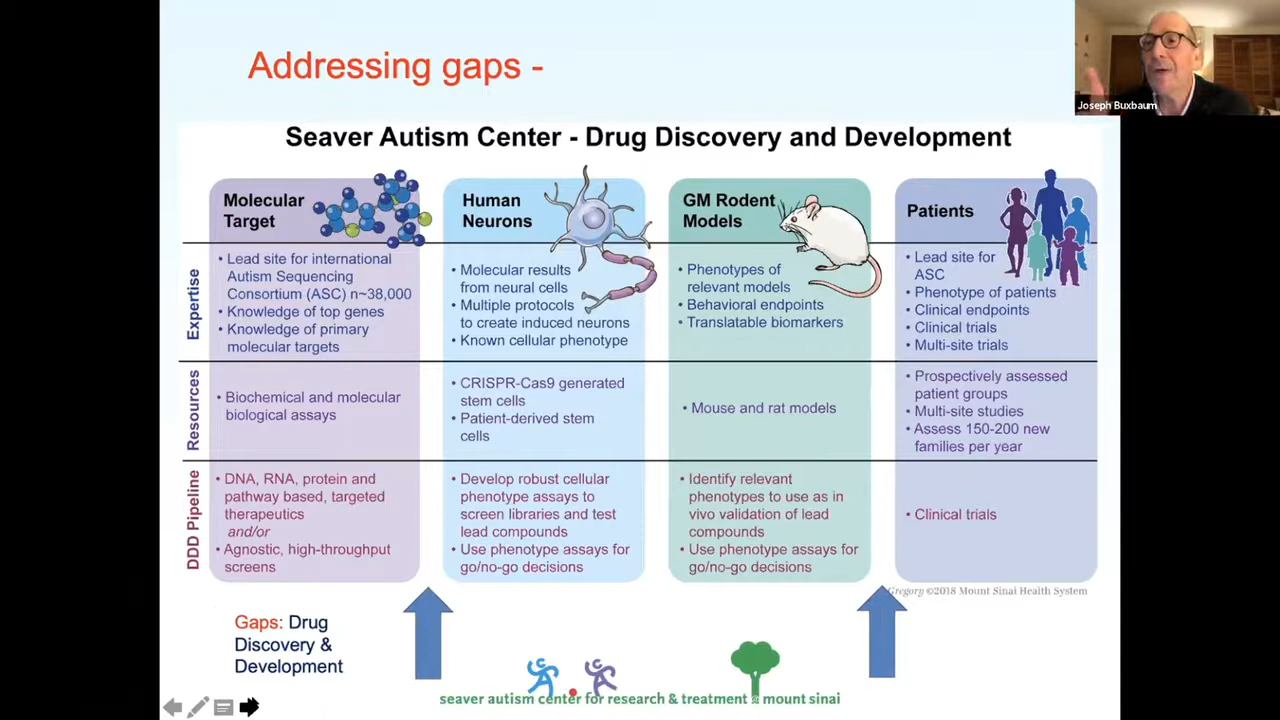 Addressing gaps -
Joseph Buxbaum
Seaver Autism Center - Drug Discovery and Development
Molecular
Target
Human
Neurons
GM Rodent
Models
Patients
Expertise
• Lead site for international
Autism Sequencing
Consortium (ASC) n~38,000
• Knowledge of top genes
• Knowledge of primary
molecular targets
• Molecular results
from neural cells
• Multiple protocols
to create induced neurons
• Known cellular phenotype
• Phenotypes of
relevant models
• Behavioral endpoints
• Translatable biomarkers
• Lead site for
ASC
• Phenotype of patients
• Clinical endpoints
• Clinical trials
• Multi-site trials
Resources
• Biochemical and molecular
biological assays
• CRISPR-Cas9 generated
stem cells
• Patient-derived stem
cells
• Mouse and rat models
• Prospectively assessed
patient groups
• Multi-site studies
• Assess 150-200 new
families per year
DDD Pipeline
• DNA, RNA, protein and
pathway based, targeted
therapeutics
and/or
• Agnostic, high-throughput
screens
• Develop robust cellular
phenotype assays to
screen libraries and test
lead compounds
• Use phenotype assays for
go/no-go decisions
• Identify relevant
phenotypes to use as in
vivo validation of lead
compounds
• Use phenotype assays for
go/no-go decisions
• Clinical trials
Gregory ©2018 Mount Sinai Health System
Gaps: Drug
Discovery &
Development
seaver autism center for research & treatment at mount sinai